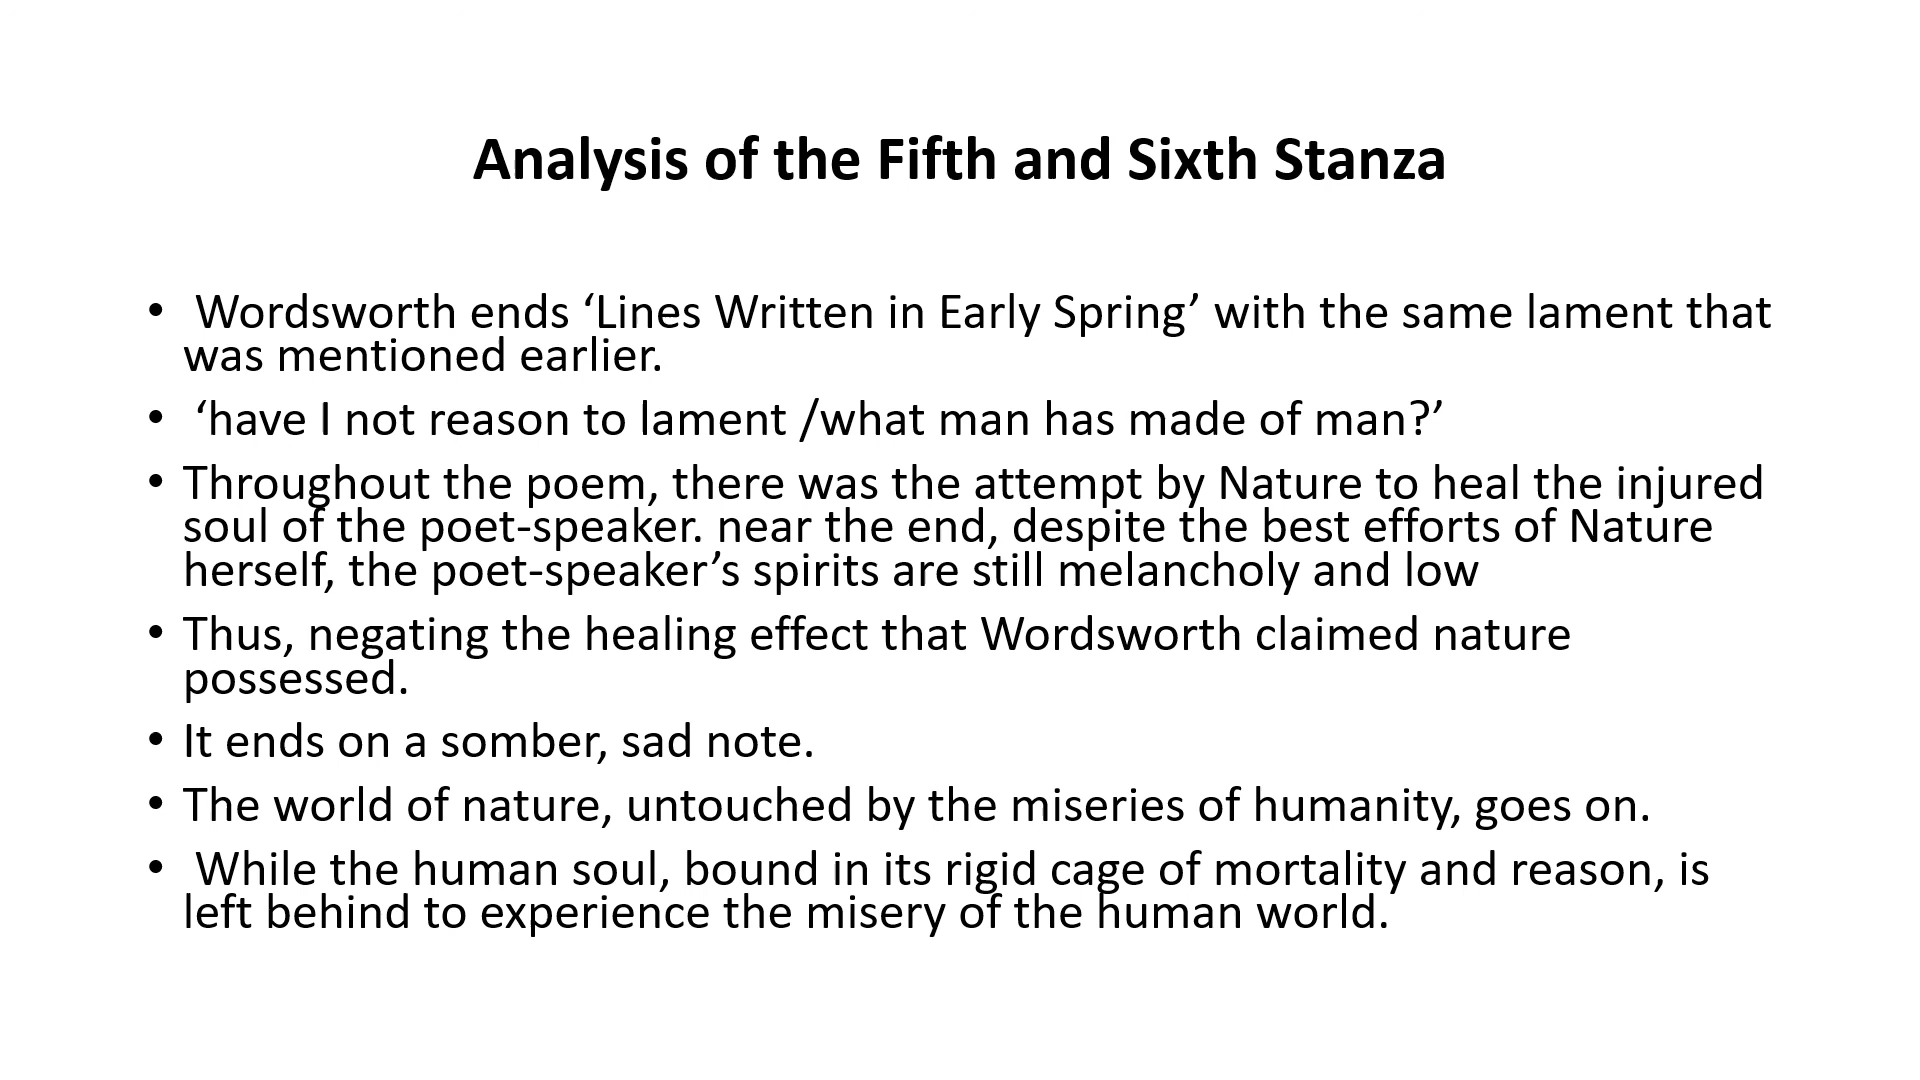 Analysis of the Fifth and Sixth Stanza
• Wordsworth ends ‘Lines Written in Early Spring’ with the same lament that
was mentioned earlier.
• ‘have I not reason to lament /what man has made of man?’
• Throughout the poem, there was the attempt by Nature to heal the injured
soul of the poet-speaker. near the end, despite the best efforts of Nature
herself, the poet-speaker’s spirits are still melancholy and low
• Thus, negating the healing effect that Wordsworth claimed nature
possessed.
• It ends on a somber, sad note.
• The world of nature, untouched by the miseries of humanity, goes on.
• While the human soul, bound in its rigid cage of mortality and reason, is
left behind to experience the misery of the human world.